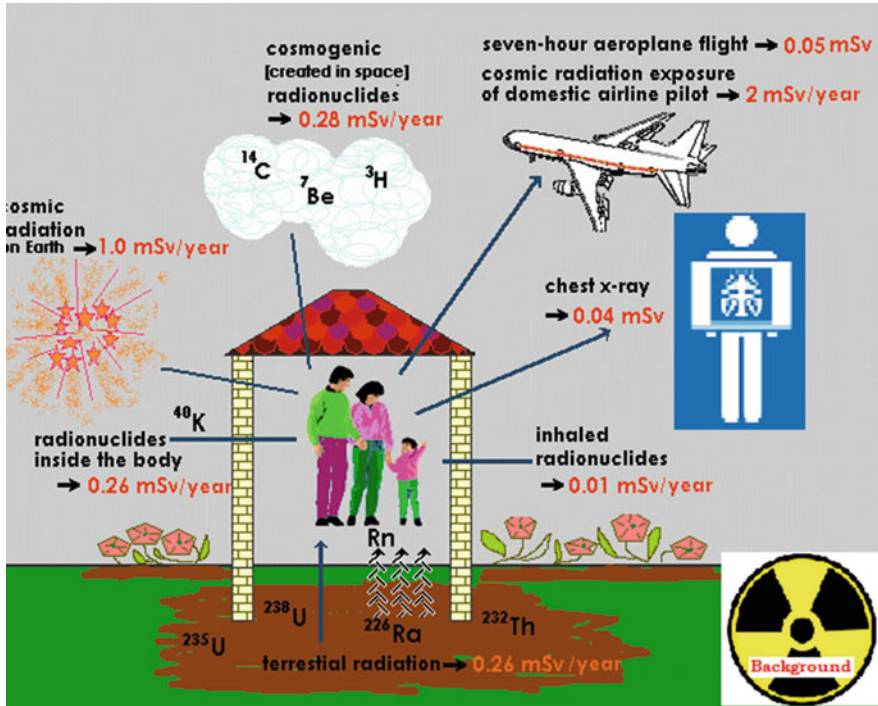 cosmogenic
[created in space]
radionuclides
→ 0.28 mSv/year
seven-hour aeroplane flight → 0.05 mSv
cosmic radiation exposure
of domestic airline pilot → 2 mSv/year
¹⁴C
⁷Be
³H
cosmic
radiation
on Earth → 1.0 mSv/year
chest x-ray
→ 0.04 mSv
⁴⁰K
radionuclides
inside the body
→ 0.26 mSv/year
inhaled
radionuclides
→ 0.01 mSv/year
Rn
²³⁸U
²³⁵U
²²⁶Ra
²³²Th
terrestial radiation → 0.26 mSv/year
Background